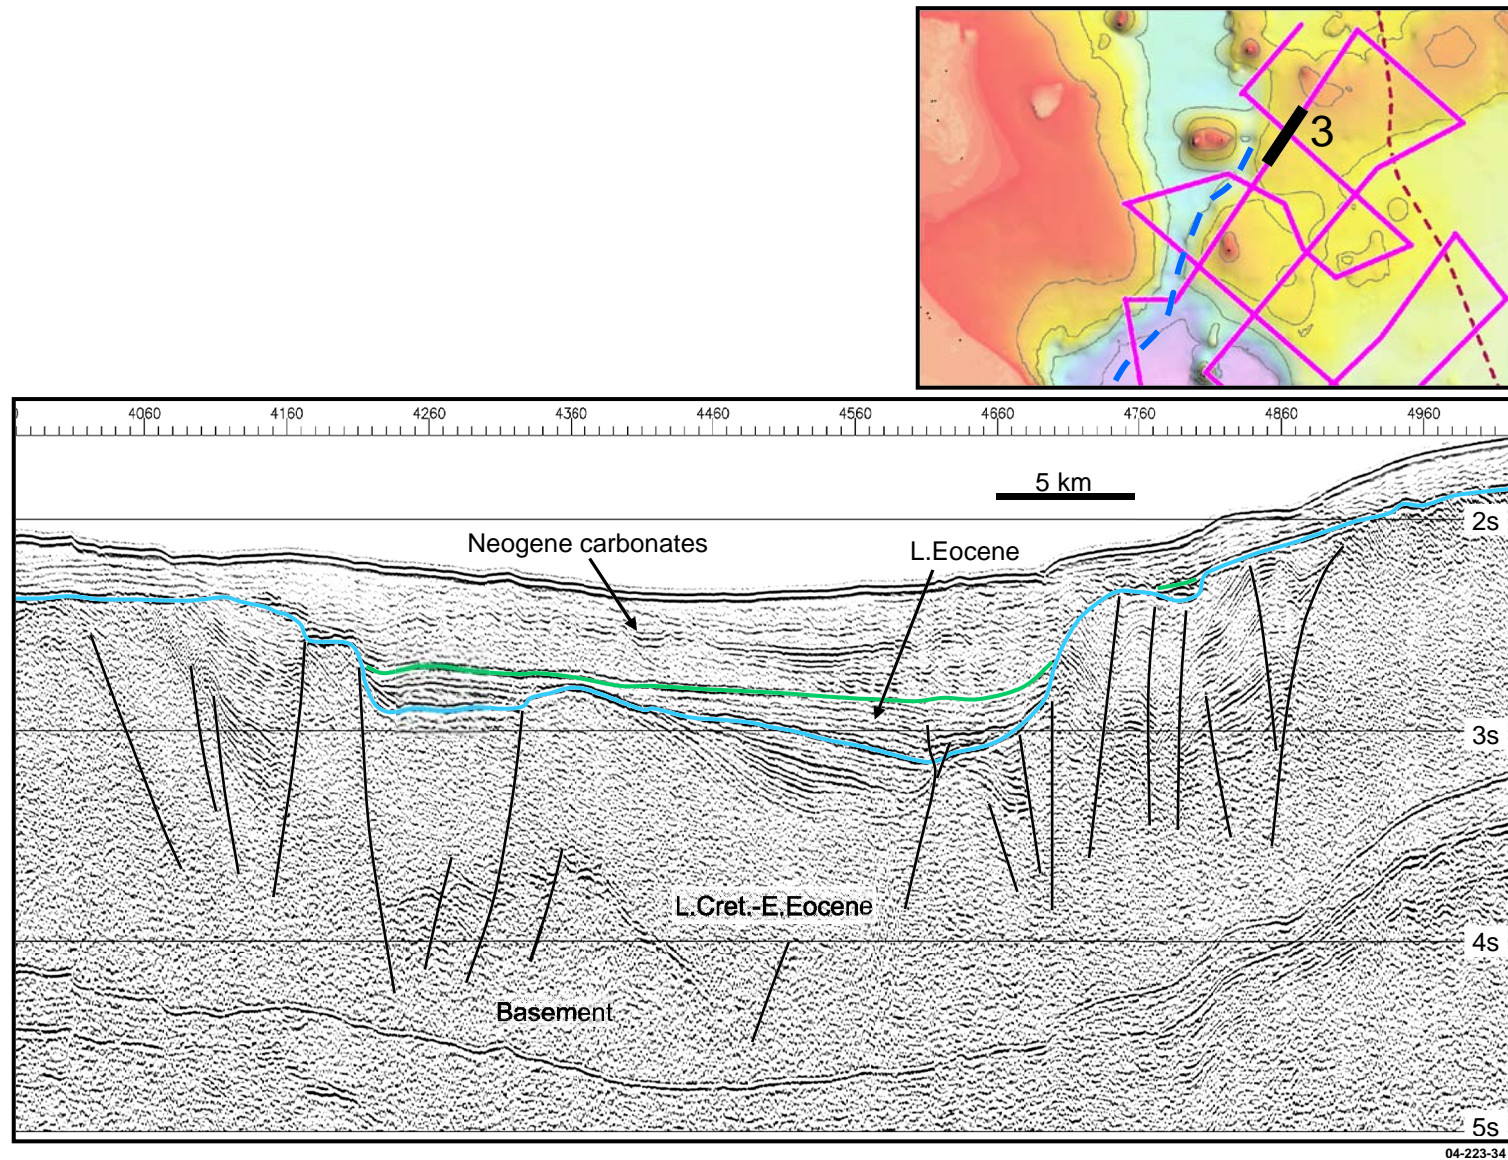 3
4060 4160 4260 4360 4460 4560 4660 4760 4860 4960
5 km
2s
Neogene carbonates
L.Eocene
3s
L.Cret.-E.Eocene
4s
Basement
5s
04-223-34